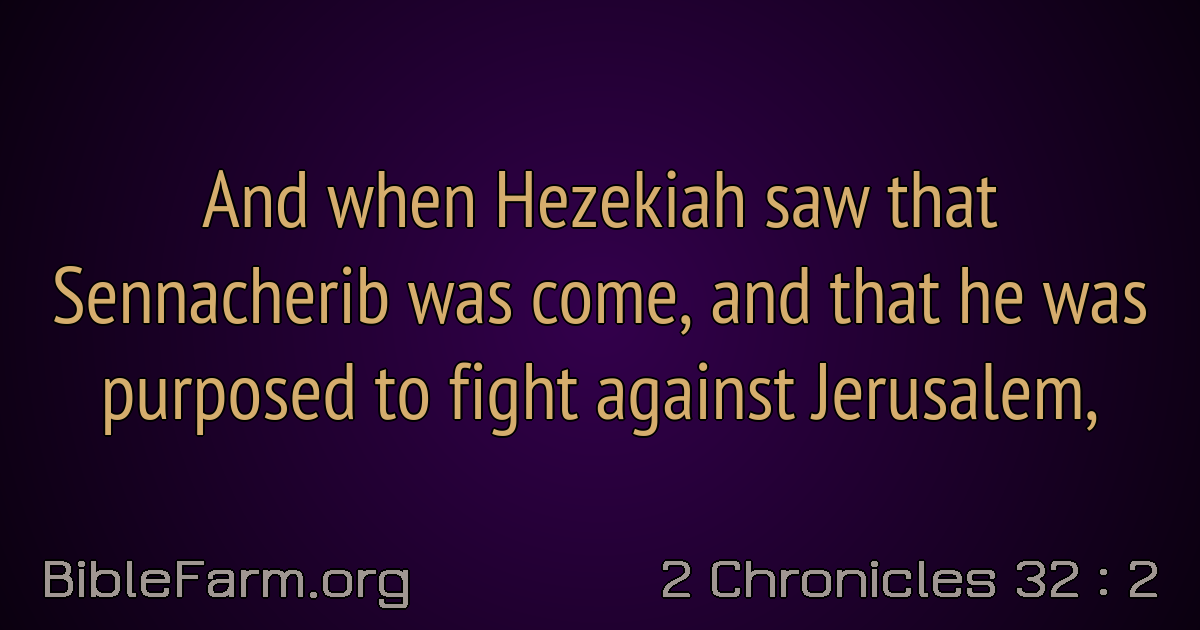 And when Hezekiah saw that
Sennacherib was come, and that he was
purposed to fight against Jerusalem,
BibleFarm.org
2 Chronicles 32 : 2